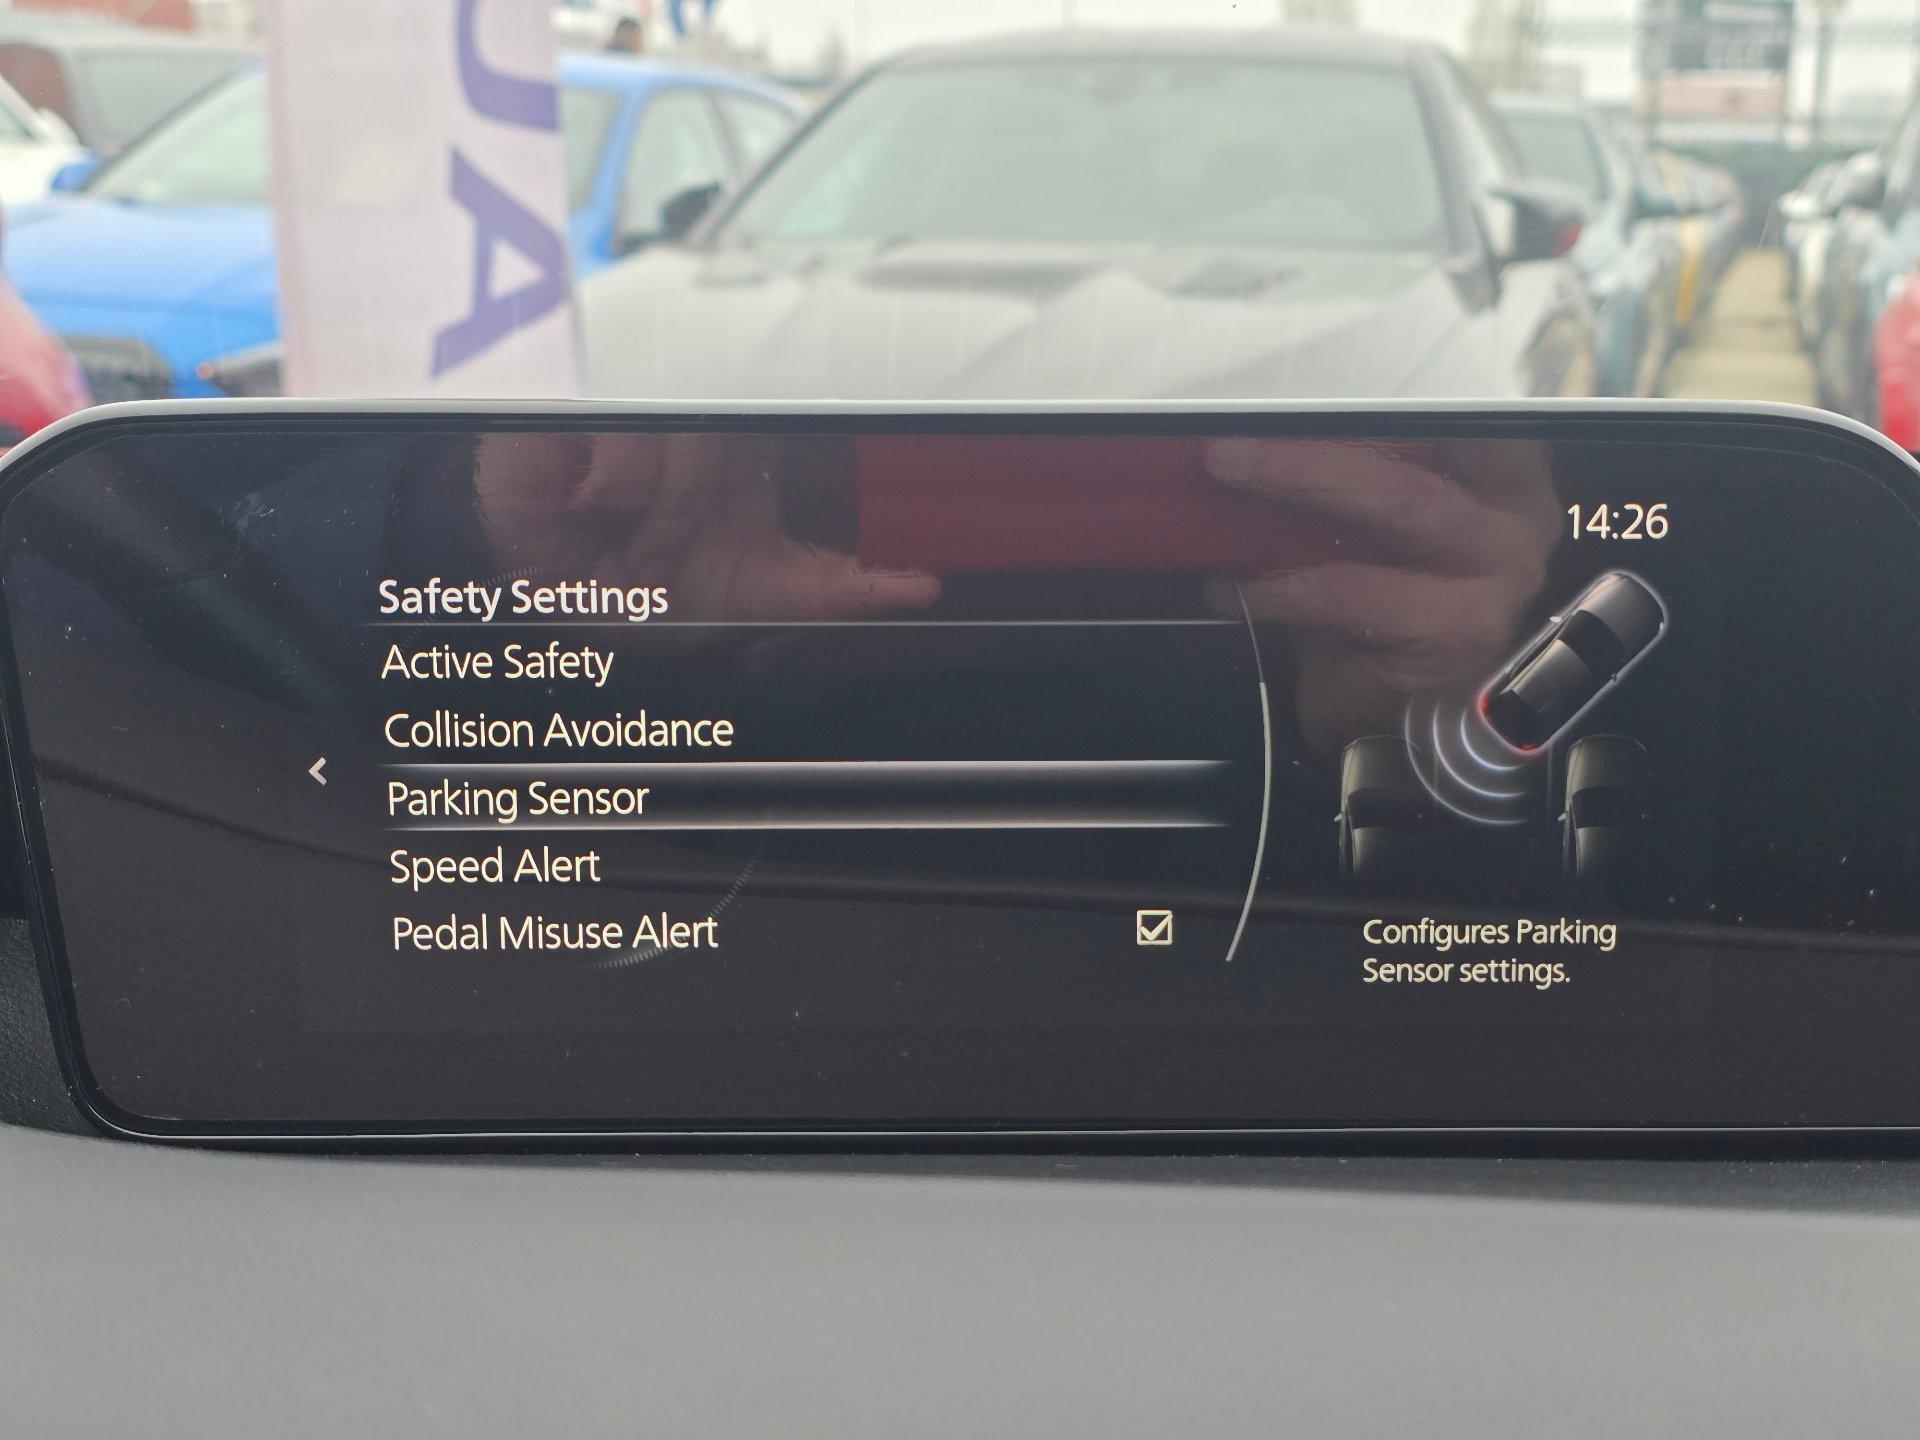 UA
14:26
Safety Settings
Active Safety
Collision Avoidance
Parking Sensor
Speed Alert
Pedal Misuse Alert
Configures Parking
Sensor settings.